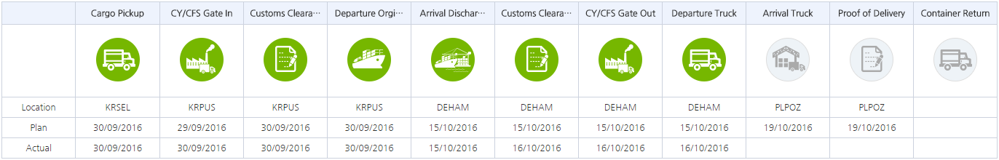 Cargo Pickup CY/CFS Gate In Customs Cleara··· Departure Orgi··· Arrival Dischar··· Customs Cleara··· CY/CFS Gate Out Departure Truck Arrival Truck Proof of Delivery Container Return
Location KRSEL KRPUS KRPUS KRPUS DEHAM DEHAM DEHAM DEHAM PLPOZ PLPOZ
Plan 30/09/2016 29/09/2016 30/09/2016 30/09/2016 15/10/2016 15/10/2016 15/10/2016 15/10/2016 19/10/2016 19/10/2016
Actual 30/09/2016 30/09/2016 30/09/2016 30/09/2016 15/10/2016 16/10/2016 16/10/2016 16/10/2016